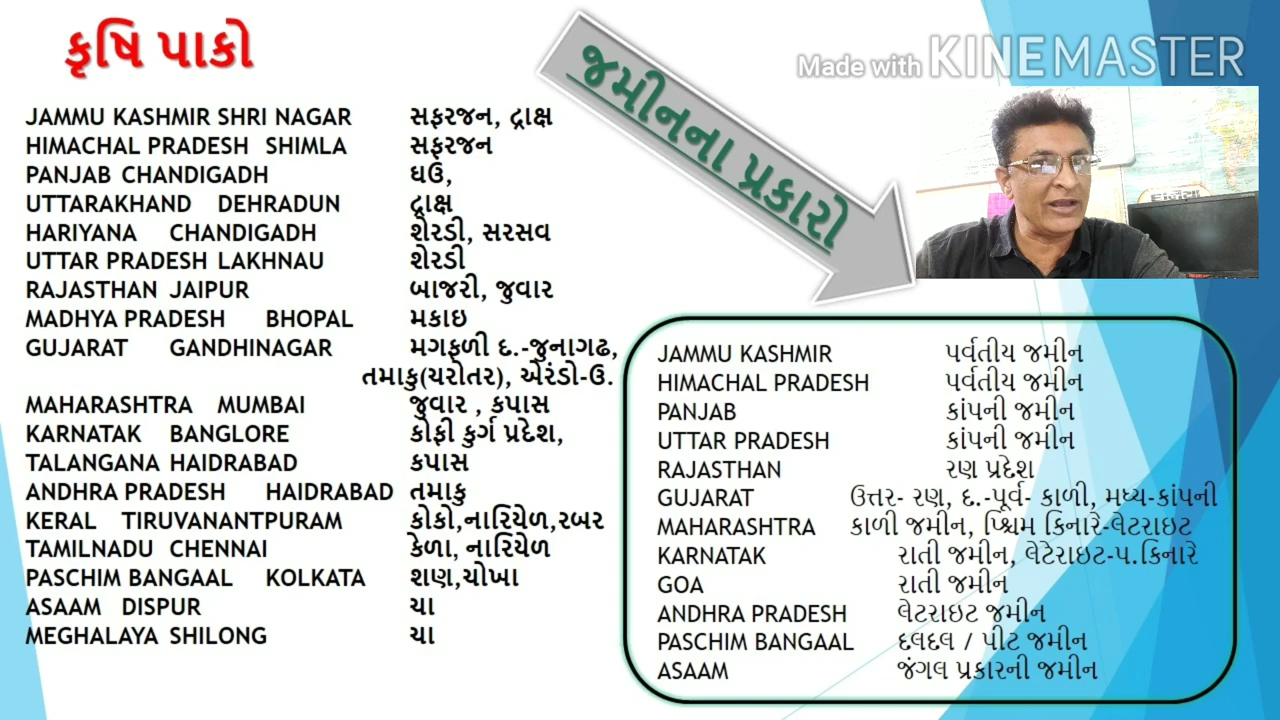 કૃષિ પાકો
JAMMU KASHMIR SHRI NAGAR સફરજન, દ્રાક્ષ
HIMACHAL PRADESH SHIMLA સફરજન
PANJAB CHANDIGADH ઘઉં,
UTTARAKHAND DEHRADUN દ્રાક્ષ
HARIYANA CHANDIGADH શેરડી, સરસવ
UTTAR PRADESH LAKHNAU શેરડી
RAJASTHAN JAIPUR બાજરી, જુવાર
MADHYA PRADESH BHOPAL મકાઇ
GUJARAT GANDHINAGAR મગફળી દ.-જુનાગઢ,
તમાકુ(ચરોતર), એરંડો-ઉ.
MAHARASHTRA MUMBAI જુવાર , કપાસ
KARNATAK BANGLORE કોફી કુર્ગ પ્રદેશ,
TALANGANA HAIDRABAD કપાસ
ANDHRA PRADESH HAIDRABAD તમાકુ
KERAL TIRUVANANTPURAM કોકો,નારિયેળ,રબર
TAMILNADU CHENNAI કેળા, નારિયેળ
PASCHIM BANGAAL KOLKATA શણ,ચોખા
ASAAM DISPUR ચા
MEGHALAYA SHILONG ચા
જમીનના પ્રકારો
Made with KINEMASTER
JAMMU KASHMIR પર્વતીય જમીન
HIMACHAL PRADESH પર્વતીય જમીન
PANJAB કાંપની જમીન
UTTAR PRADESH કાંપની જમીન
RAJASTHAN રણ પ્રદેશ
GUJARAT ઉત્તર- રણ, દ.-પૂર્વ- કાળી, મધ્ય-કાંપની
MAHARASHTRA કાળી જમીન, પ્શ્ચિમ કિનારે-લેટરાઇટ
KARNATAK રાતી જમીન, લેટેરાઇટ-પ.કિનારે
GOA રાતી જમીન
ANDHRA PRADESH લેટરાઇટ જમીન
PASCHIM BANGAAL દલદલ / પીટ જમીન
ASAAM જંગલ પ્રકારની જમીન